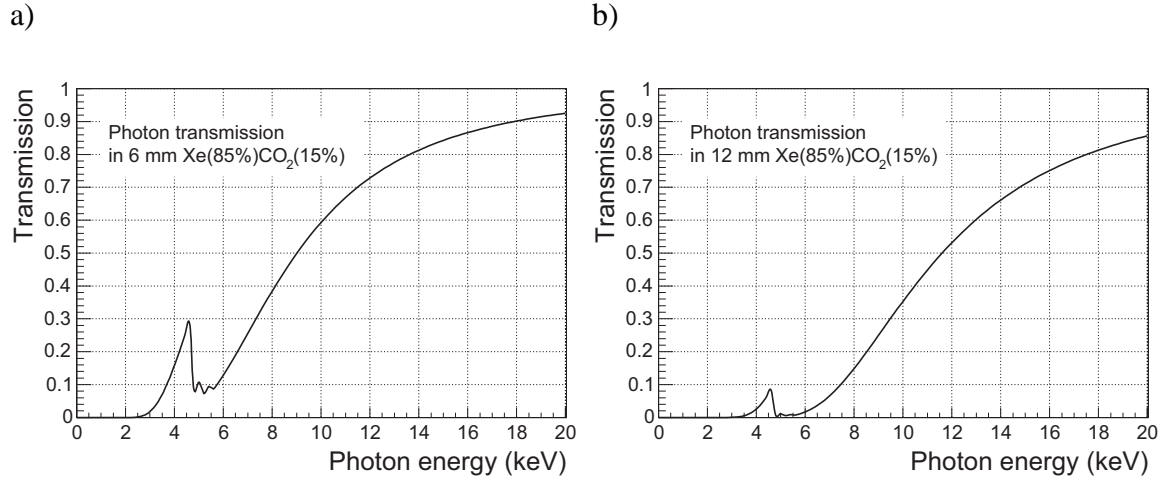 a)
b)
Transmission
1
0.9
0.8
0.7
0.6
0.5
0.4
0.3
0.2
0.1
0
Photon transmission
in 6 mm Xe(85%)CO₂(15%)
0 2 4 6 8 10 12 14 16 18 20
Photon energy (keV)
Transmission
1
0.9
0.8
0.7
0.6
0.5
0.4
0.3
0.2
0.1
0
Photon transmission
in 12 mm Xe(85%)CO₂(15%)
0 2 4 6 8 10 12 14 16 18 20
Photon energy (keV)